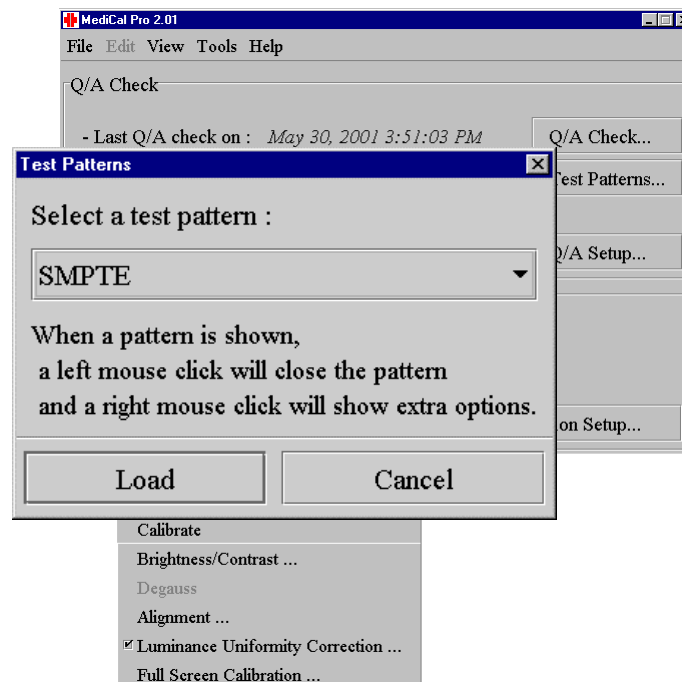 MediCal Pro 2.01
File Edit View Tools Help
Q/A Check
- Last Q/A check on : May 30, 2001 3:51:03 PM
Q/A Check...
Test Patterns
Test Patterns...
Select a test pattern :
Q/A Setup...
SMPTE
When a pattern is shown,
a left mouse click will close the pattern
and a right mouse click will show extra options.
on Setup...
Load Cancel
Calibrate
Brightness/Contrast ...
Degauss
Alignment ...
Luminance Uniformity Correction ...
Full Screen Calibration ...